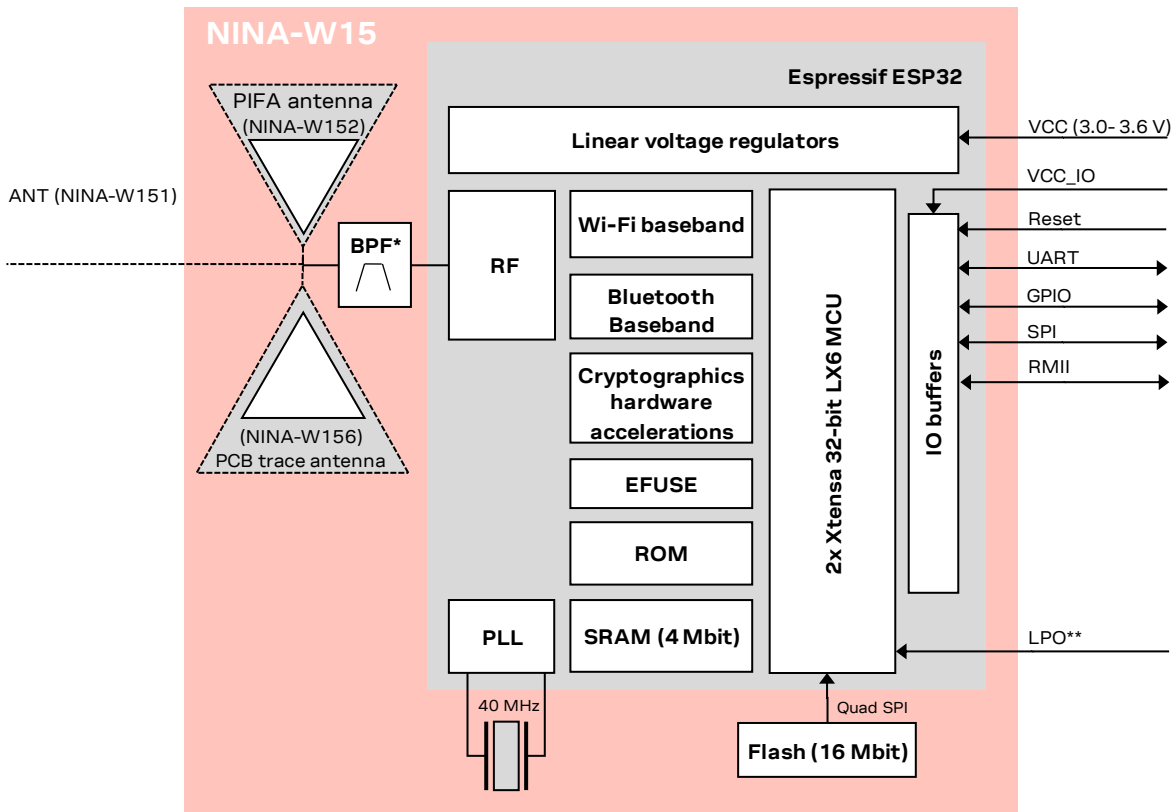 NINA-W15
Espressif ESP32
PIFA antenna
(NINA-W152)
ANT (NINA-W151)
BPF*
(NINA-W156)
PCB trace antenna
Linear voltage regulators
RF
Wi-Fi baseband
Bluetooth
Baseband
Cryptographics
hardware
accelerations
EFUSE
ROM
SRAM (4 Mbit)
PLL
40 MHz
2x Xtensa 32-bit LX6 MCU
IO buffers
VCC (3.0- 3.6 V)
VCC_IO
Reset
UART
GPIO
SPI
RMII
LPO**
Quad SPI
Flash (16 Mbit)